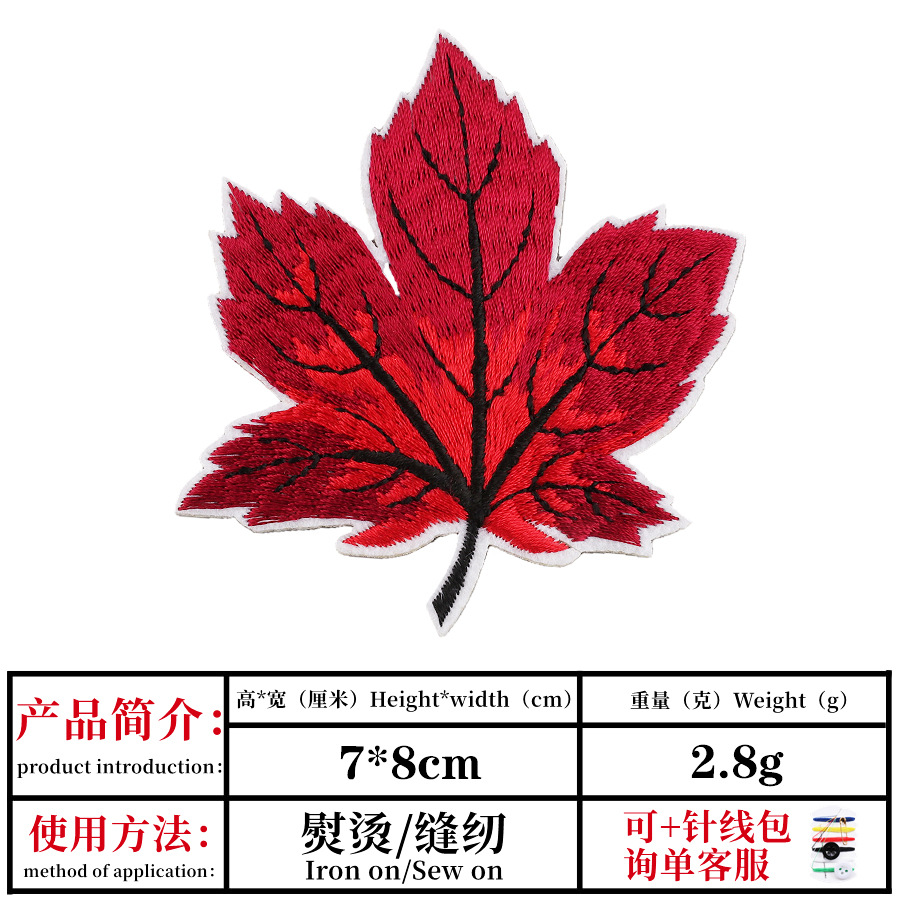 产品简介：
product introduction：
高*宽（厘米）Height*width（cm）
重量（克）Weight（g）
7*8cm
2.8g
使用方法：
method of application：
熨烫/缝纫
Iron on/Sew on
可+针线包
询单客服